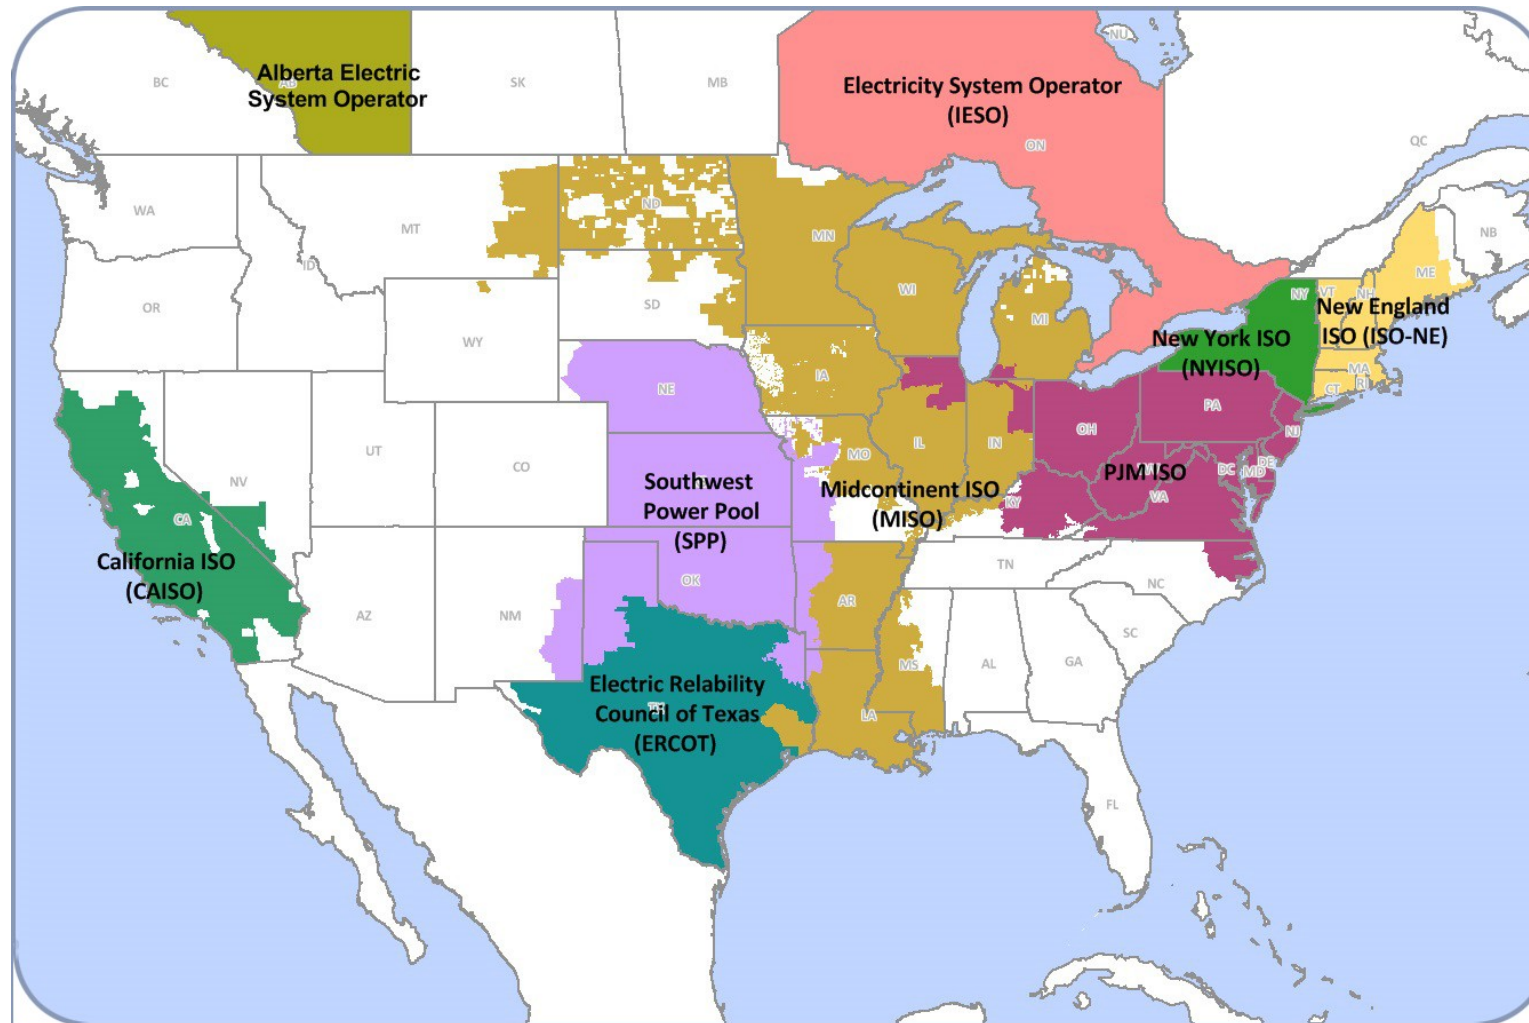 NU
BC
AB
Alberta Electric
System Operator
SK
MB
Electricity System Operator
(IESO)
ON
QC
WA
MT
ND
MN
NB
ME
OR
ID
SD
WI
MI
NY
VT
NH
New England
ISO (ISO-NE)
WY
New York ISO
(NYISO)
MA
CT
RI
NE
IA
PA
NJ
OH
IL
IN
MO
UT
CO
NV
CA
Southwest
Power Pool
(SPP)
Midcontinent ISO
(MISO)
KY
PJM ISO
DC
MD
DE
VA
California ISO
(CAISO)
AZ
NM
OK
AR
TN
NC
SC
MS
AL
GA
LA
Electric Relability
Council of Texas
(ERCOT)
FL